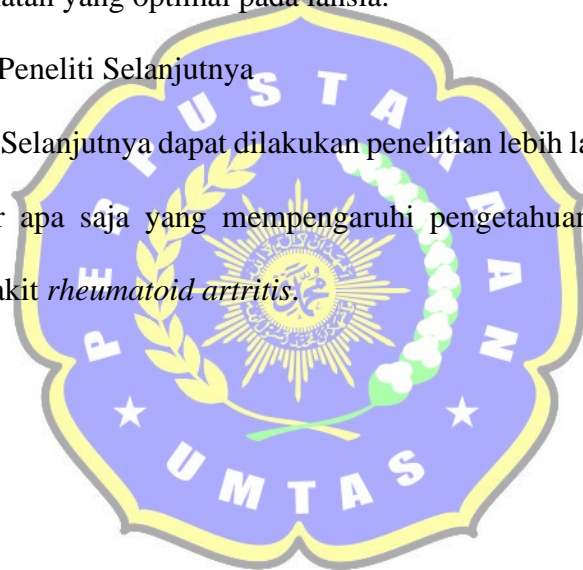 atan yang optimal pada lansia.
Peneliti Selanjutnya
Selanjutnya dapat dilakukan penelitian lebih la
r apa saja yang mempengaruhi pengetahuan
akit rheumatoid artritis.
PERPUSTAKAAN
UMTAS